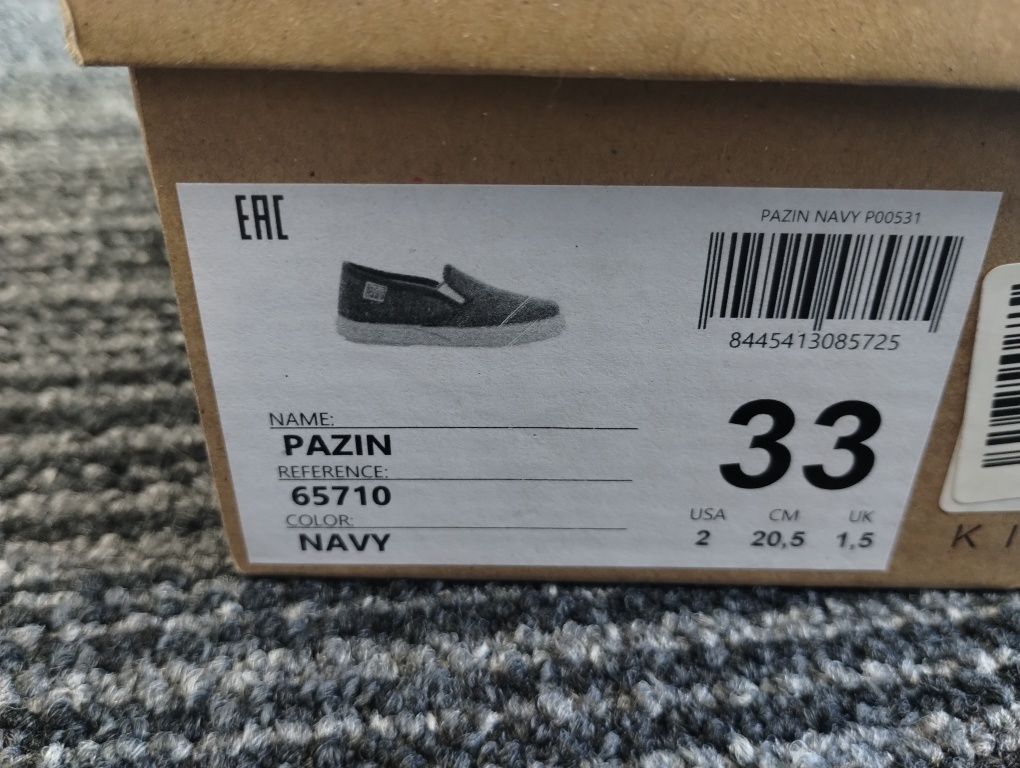 EAC
PAZIN NAVY P00531
8445413085725
NAME:
PAZIN
REFERENCE:
65710
COLOR:
NAVY
33
USA CM UK
2 20,5 1,5
K I